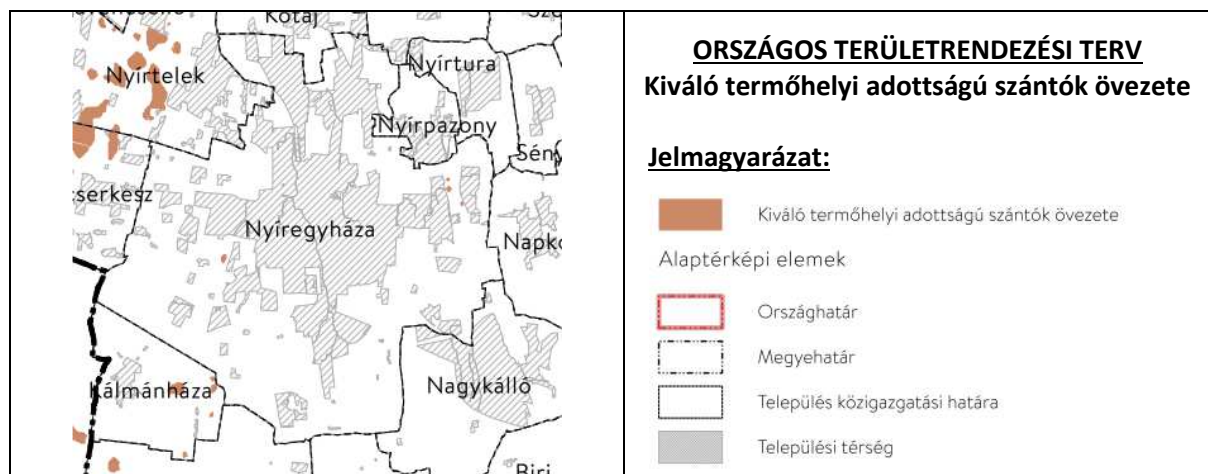 Kótaj
Nyírtelek
Nyírtura
Nyírpazony
Nyíregyháza
Nagykálló
ORSZÁGOS TERÜLETRENDEZÉSI TERV
Kiváló termőhelyi adottságú szántók övezete
Jelmagyarázat:
Kiváló termőhelyi adottságú szántók övezete
Alaptérképi elemek
Országhatár
Megyehatár
Település közigazgatási határa
Települési térség